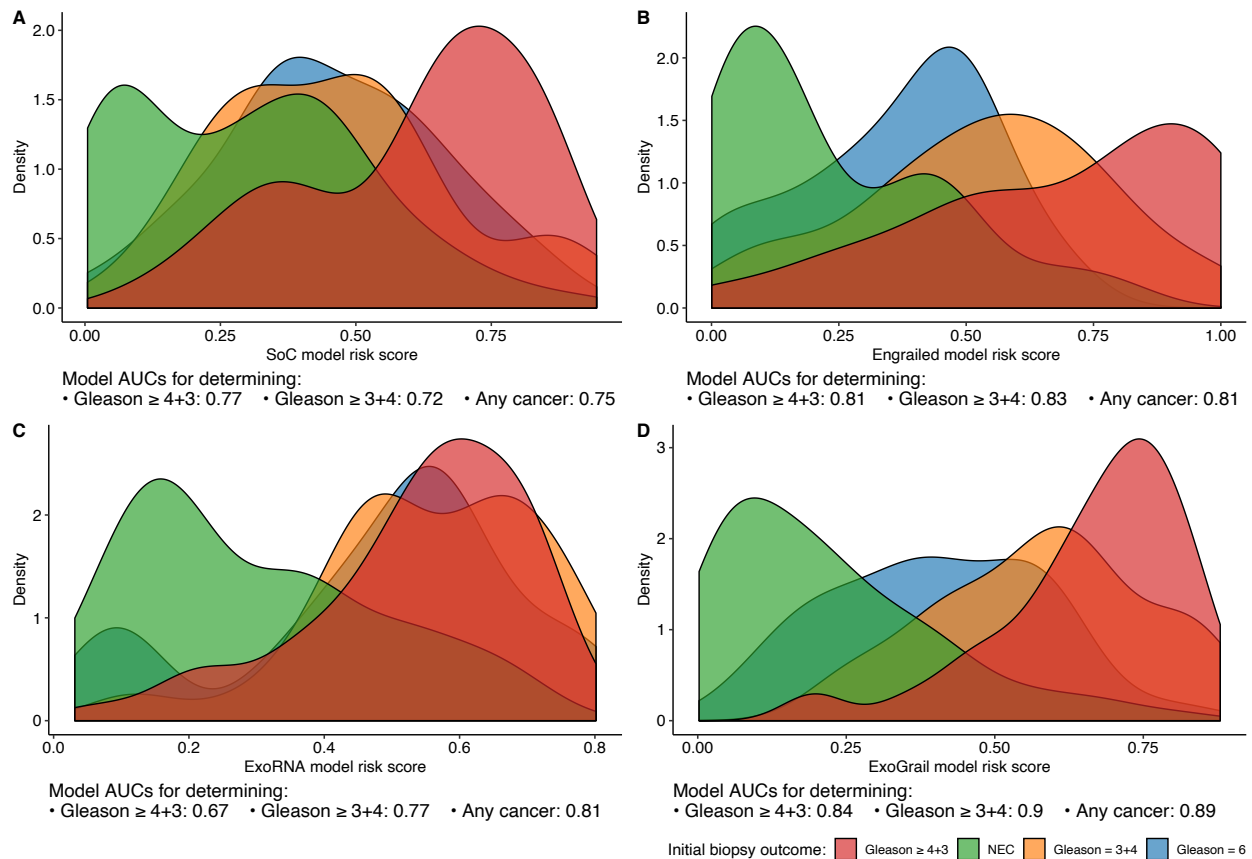 A
2.0
1.5
1.0
0.5
0.0
Density
0.00 0.25 0.50 0.75
SoC model risk score
Model AUCs for determining:
• Gleason ≥ 4+3: 0.77 • Gleason ≥ 3+4: 0.72 • Any cancer: 0.75
B
2.0
1.5
1.0
0.5
0.0
Density
0.00 0.25 0.50 0.75 1.00
Engrailed model risk score
Model AUCs for determining:
• Gleason ≥ 4+3: 0.81 • Gleason ≥ 3+4: 0.83 • Any cancer: 0.81
C
2
1
0
Density
0.0 0.2 0.4 0.6 0.8
ExoRNA model risk score
Model AUCs for determining:
• Gleason ≥ 4+3: 0.67 • Gleason ≥ 3+4: 0.77 • Any cancer: 0.81
D
3
2
1
0
Density
0.00 0.25 0.50 0.75
ExoGrail model risk score
Model AUCs for determining:
• Gleason ≥ 4+3: 0.84 • Gleason ≥ 3+4: 0.9 • Any cancer: 0.89
Initial biopsy outcome: Gleason ≥ 4+3 NEC Gleason = 3+4 Gleason = 6